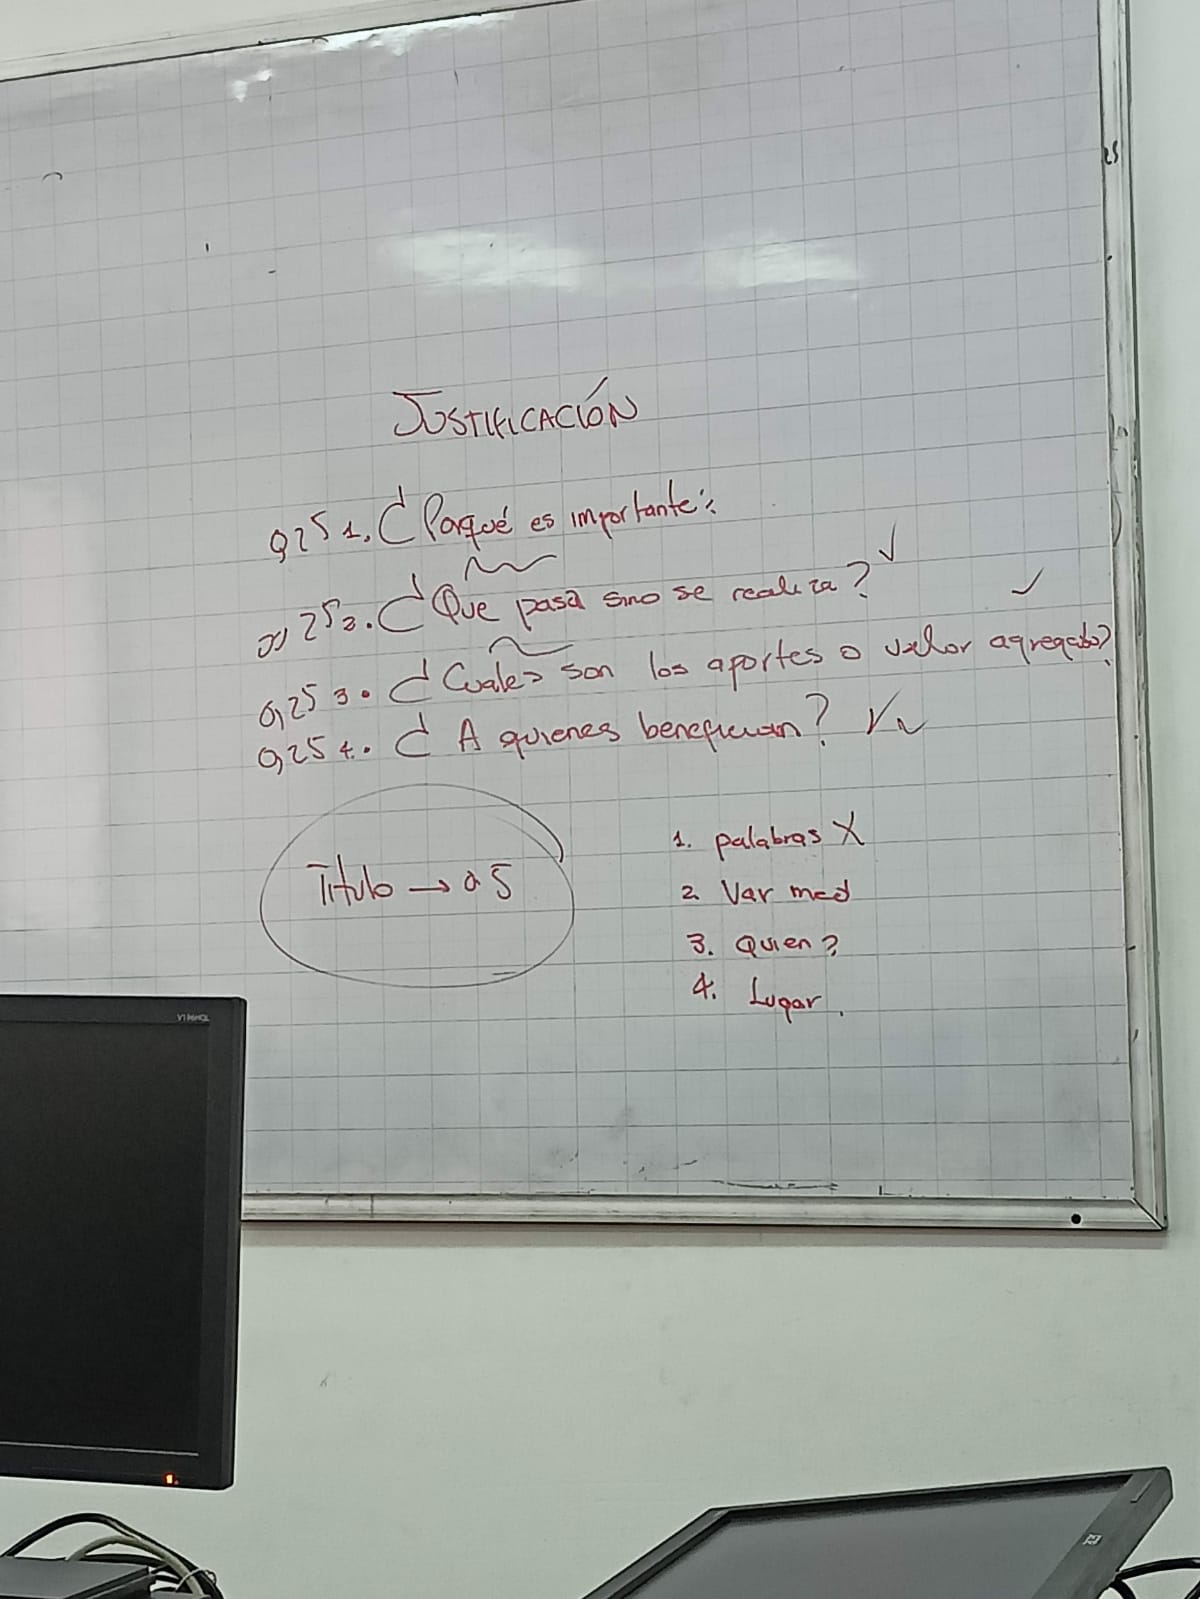 JUSTIFICACIÓN
0,25 1. ¿Porqué es importante?
0,25 2. ¿Que pasa sino se realiza? ✓
0,25 3. ¿Cuales son los aportes o valor agregado? ✓
0,25 4. ¿A quienes benefician? ✓
Título → 0.5
1. palabras X
2. Var med
3. Quien?
4. Lugar.